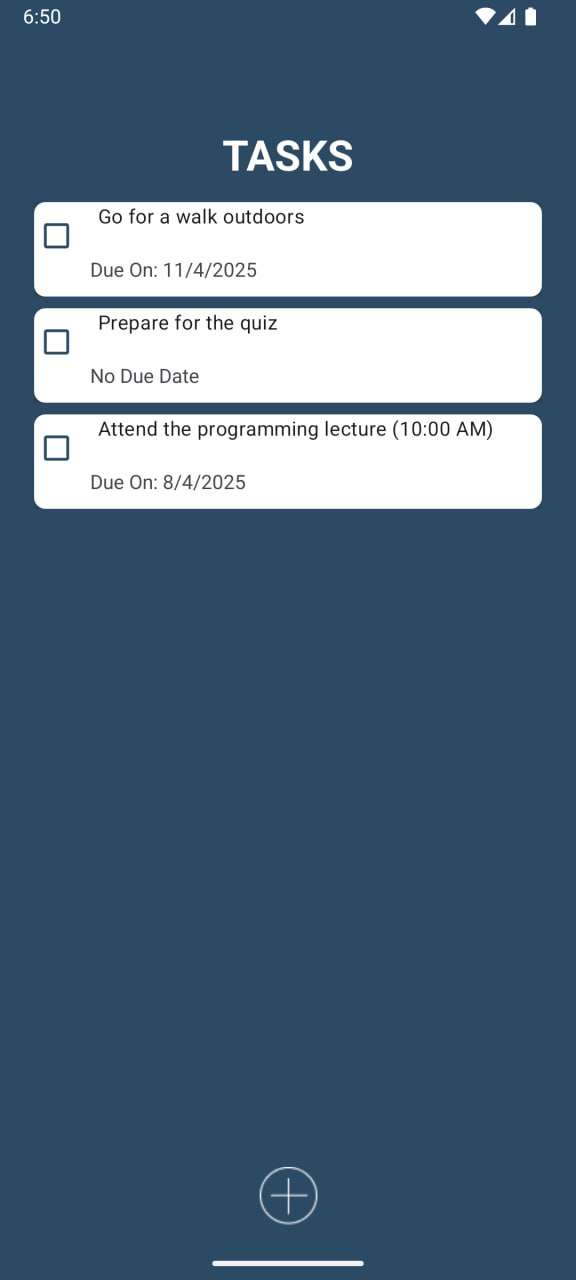 6:50
TASKS
Go for a walk outdoors
Due On: 11/4/2025
Prepare for the quiz
No Due Date
Attend the programming lecture (10:00 AM)
Due On: 8/4/2025